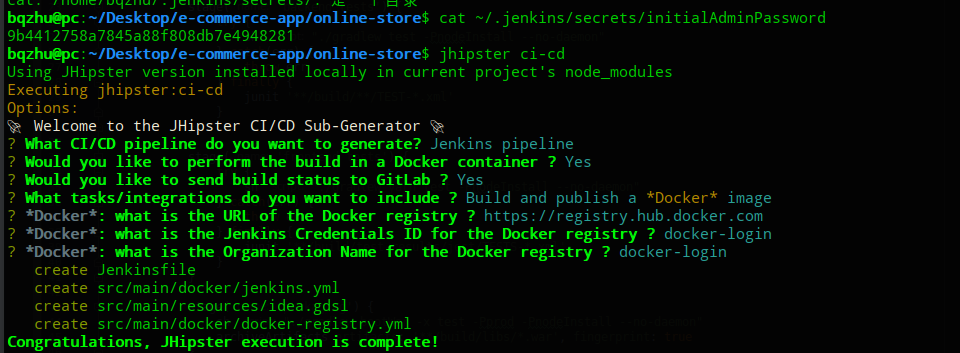 cat: /home/bqzhu/.jenkins/secrets/: 是一个目录
bqzhu@pc:~/Desktop/e-commerce-app/online-store$ cat ~/.jenkins/secrets/initialAdminPassword
9b4412758a7845a88f808db7e4948281
bqzhu@pc:~/Desktop/e-commerce-app/online-store$ jhipster ci-cd
Using JHipster version installed locally in current project's node_modules
Executing jhipster:ci-cd
Options:
🚀 Welcome to the JHipster CI/CD Sub-Generator 🚀
? What CI/CD pipeline do you want to generate? Jenkins pipeline
? Would you like to perform the build in a Docker container ? Yes
? Would you like to send build status to GitLab ? Yes
? What tasks/integrations do you want to include ? Build and publish a *Docker* image
? *Docker*: what is the URL of the Docker registry ? https://registry.hub.docker.com
? *Docker*: what is the Jenkins Credentials ID for the Docker registry ? docker-login
? *Docker*: what is the Organization Name for the Docker registry ? docker-login
create Jenkinsfile
create src/main/docker/jenkins.yml
create src/main/resources/idea.gdsl
create src/main/docker/docker-registry.yml
Congratulations, JHipster execution is complete!